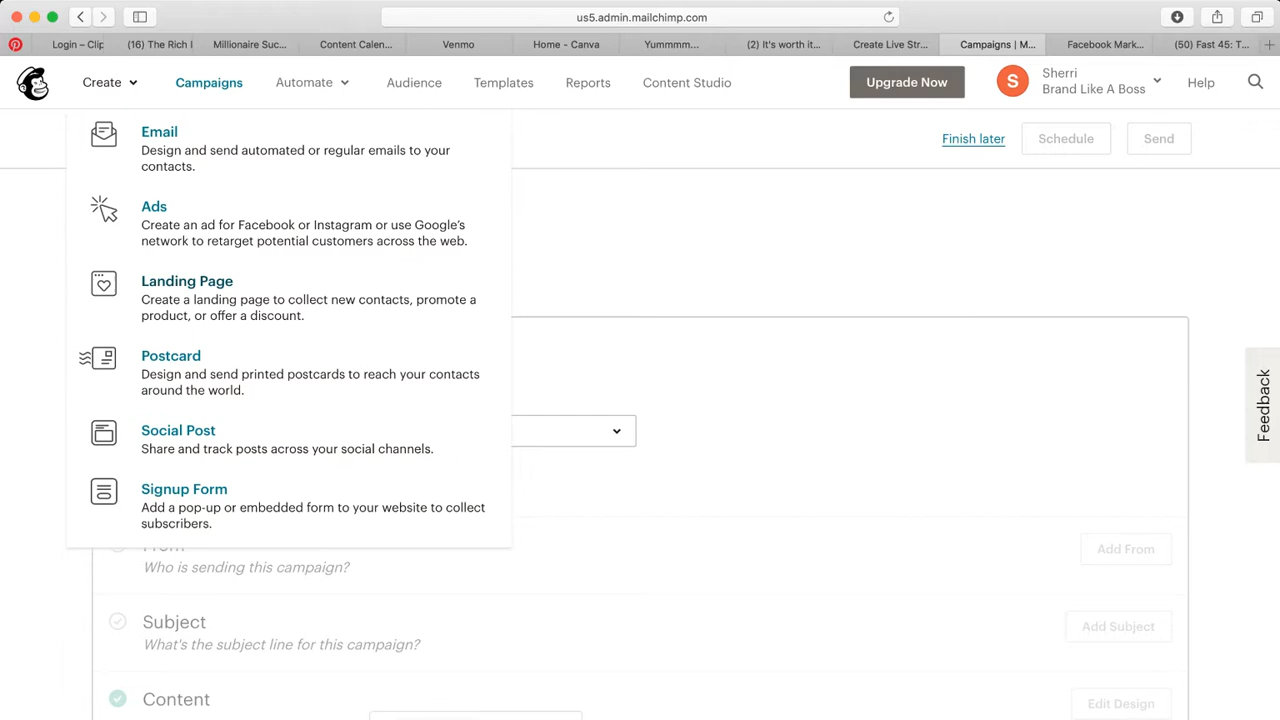 us5.admin.mailchimp.com
Login – Clip
(16) The Rich I
Millionaire Suc...
Content Calen...
Venmo
Home - Canva
Yummmm...
(2) It's worth it...
Create Live Str...
Campaigns | M...
Facebook Mark...
(50) Fast 45: T...
Create
Campaigns
Automate
Audience
Templates
Reports
Content Studio
Upgrade Now
S
Sherri
Brand Like A Boss
Help
Finish later
Schedule
Send
Email
Design and send automated or regular emails to your
contacts.
Ads
Create an ad for Facebook or Instagram or use Google's
network to retarget potential customers across the web.
Landing Page
Create a landing page to collect new contacts, promote a
product, or offer a discount.
Postcard
Design and send printed postcards to reach your contacts
around the world.
Social Post
Share and track posts across your social channels.
Signup Form
Add a pop-up or embedded form to your website to collect
subscribers.
Feedback
From
Who is sending this campaign?
Add From
Subject
What's the subject line for this campaign?
Add Subject
Content
Edit Design